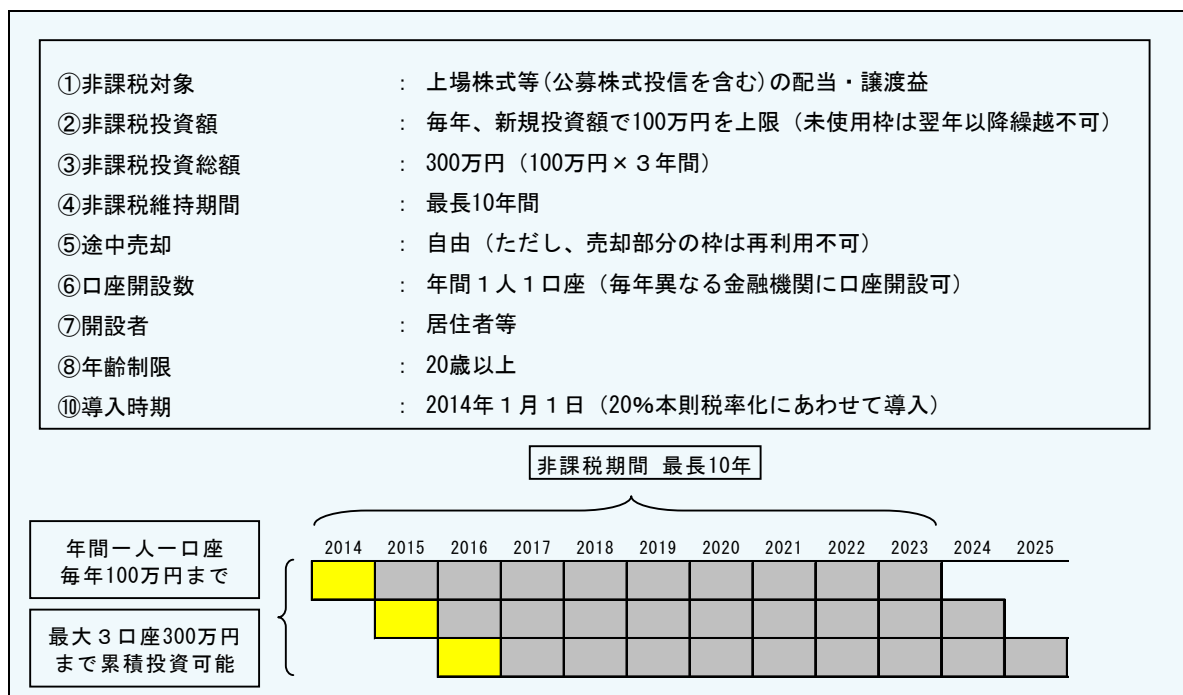 ①非課税対象 : 上場株式等(公募株式投信を含む)の配当・譲渡益
②非課税投資額 : 毎年、新規投資額で100万円を上限（未使用枠は翌年以降繰越不可）
③非課税投資総額 : 300万円（100万円×３年間）
④非課税維持期間 : 最長10年間
⑤途中売却 : 自由（ただし、売却部分の枠は再利用不可）
⑥口座開設数 : 年間１人１口座（毎年異なる金融機関に口座開設可）
⑦開設者 : 居住者等
⑧年齢制限 : 20歳以上
⑩導入時期 : 2014年１月１日（20％本則税率化にあわせて導入）
非課税期間 最長10年
年間一人一口座
毎年100万円まで
2014 2015 2016 2017 2018 2019 2020 2021 2022 2023 2024 2025
最大３口座300万円
まで累積投資可能